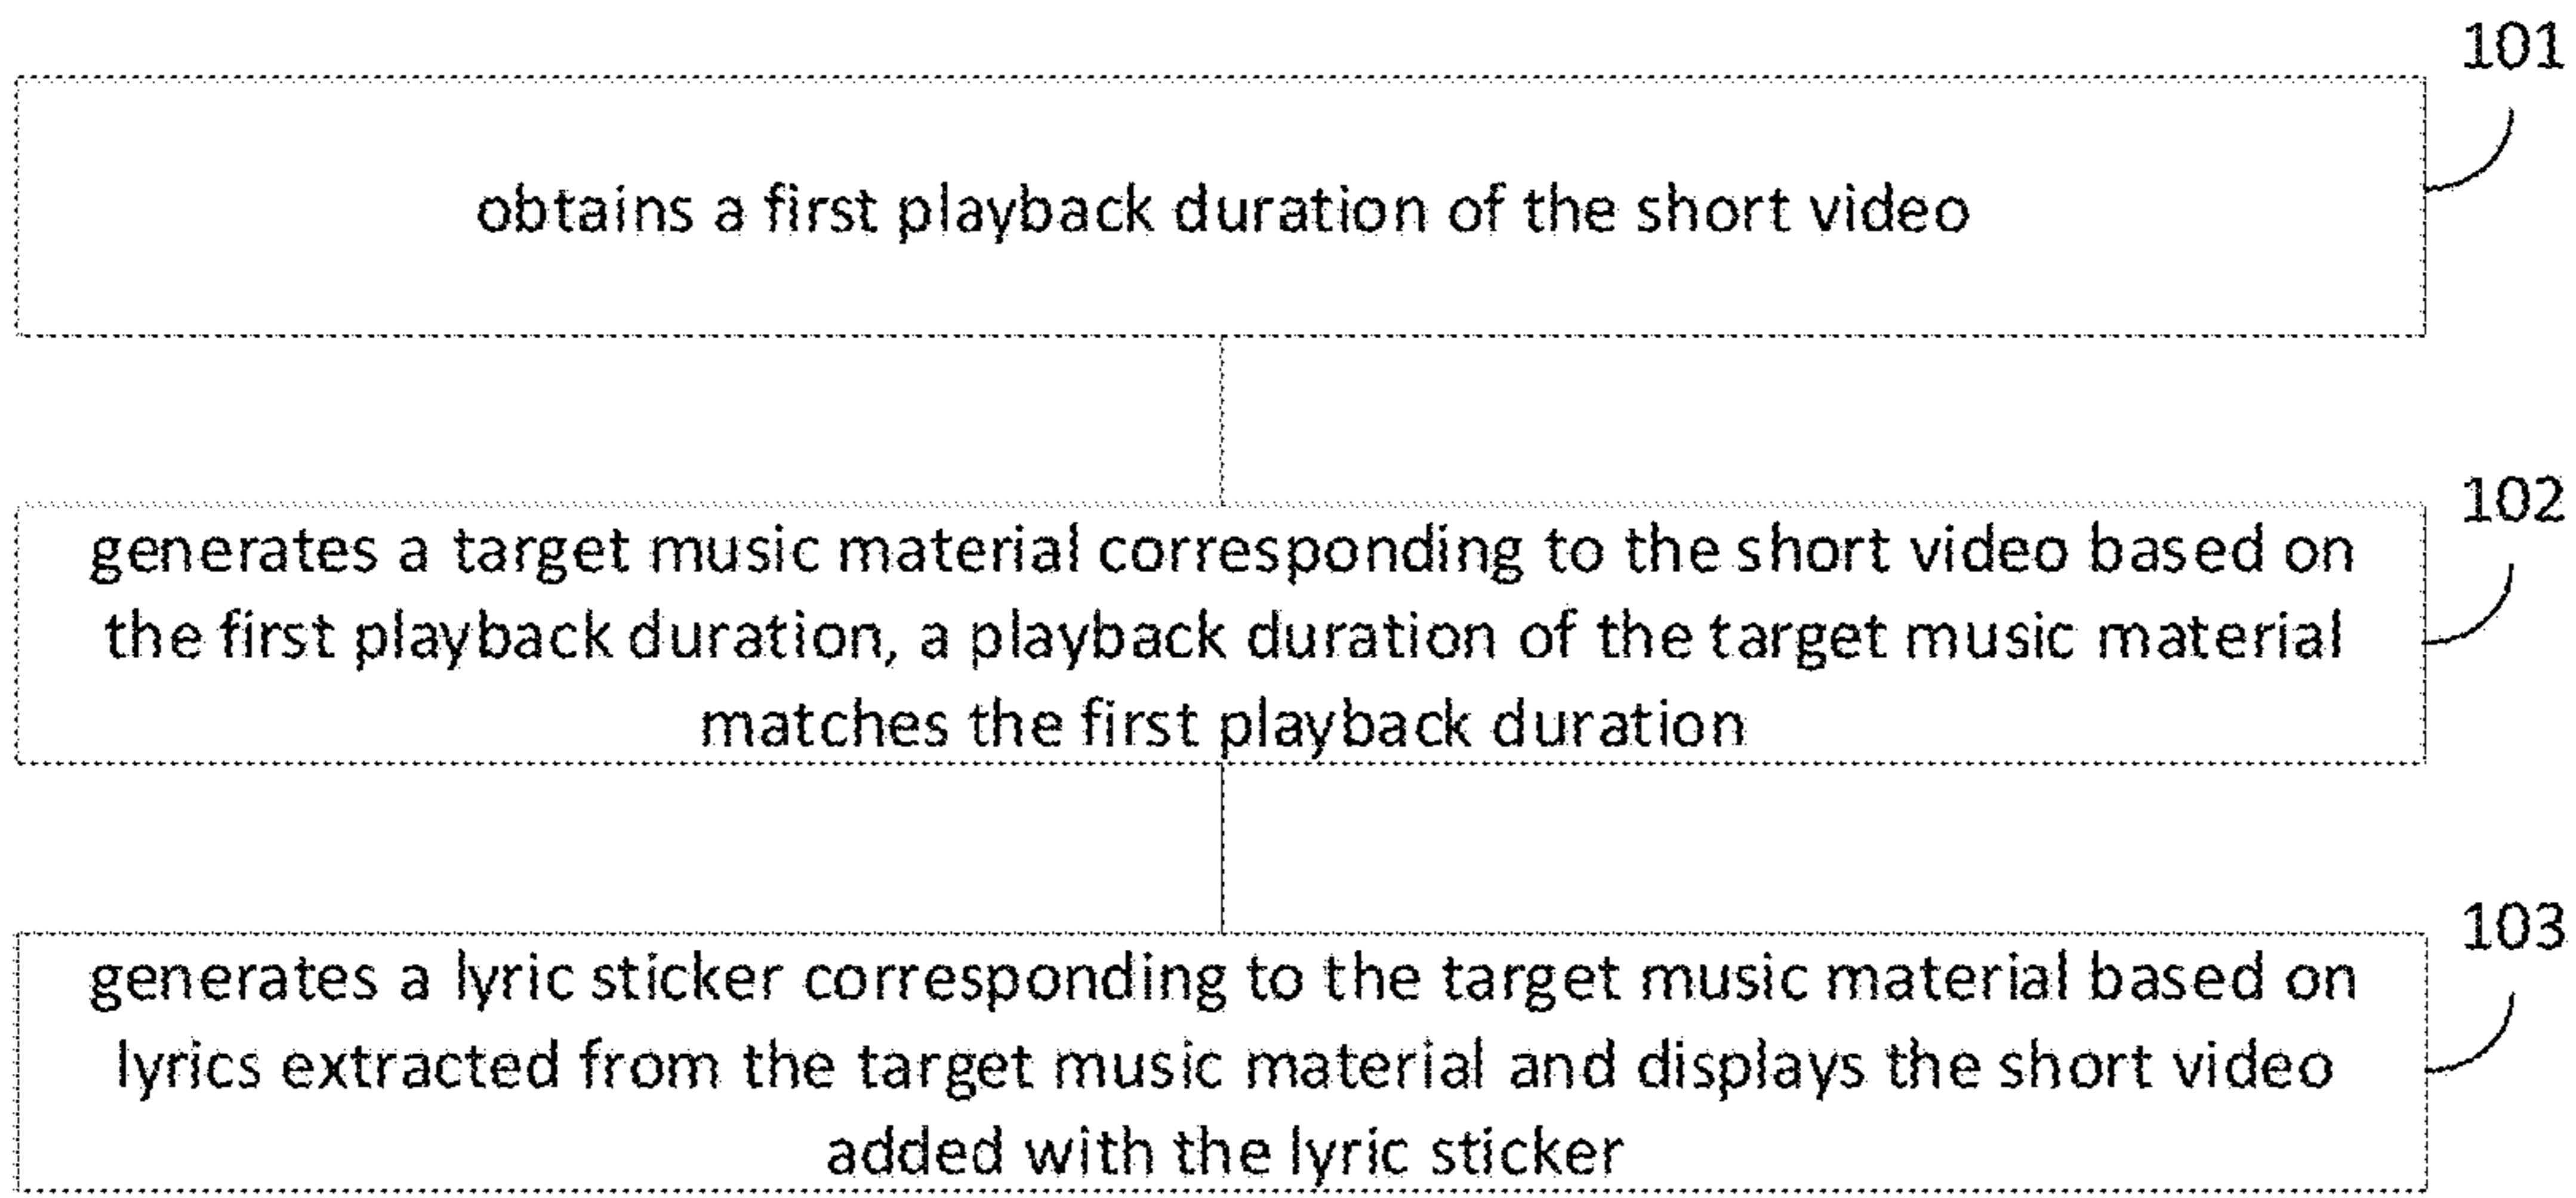 101
obtains a first playback duration of the short video
102
generates a target music material corresponding to the short video based on
the first playback duration, a playback duration of the target music material
matches the first playback duration
103
generates a lyric sticker corresponding to the target music material based on
lyrics extracted from the target music material and displays the short video
added with the lyric sticker